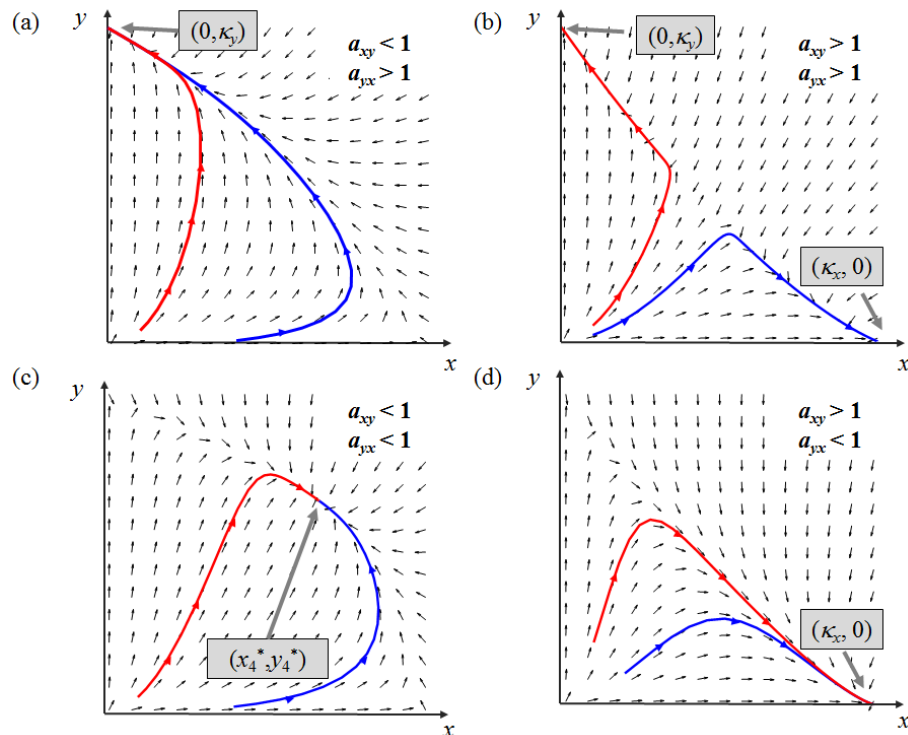 (a)
y
(0,κy)
axy < 1
ayx > 1
x
(b)
y
(0,κy)
axy > 1
ayx > 1
(κx, 0)
x
(c)
y
axy < 1
ayx < 1
(x4*,y4*)
x
(d)
y
axy > 1
ayx < 1
(κx, 0)
x